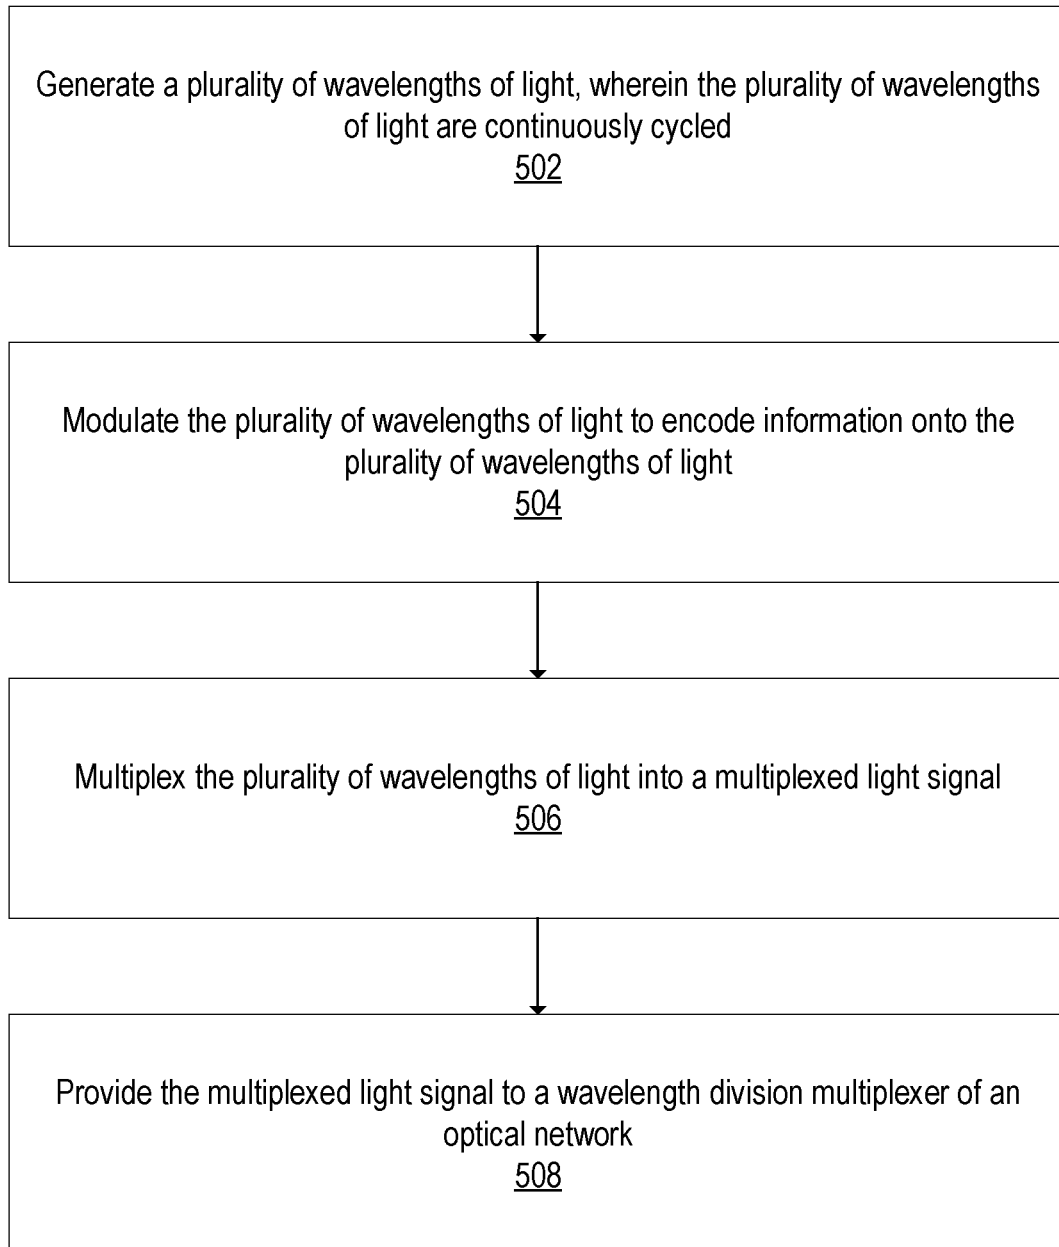 Generate a plurality of wavelengths of light, wherein the plurality of wavelengths
of light are continuously cycled
502
Modulate the plurality of wavelengths of light to encode information onto the
plurality of wavelengths of light
504
Multiplex the plurality of wavelengths of light into a multiplexed light signal
506
Provide the multiplexed light signal to a wavelength division multiplexer of an
optical network
508